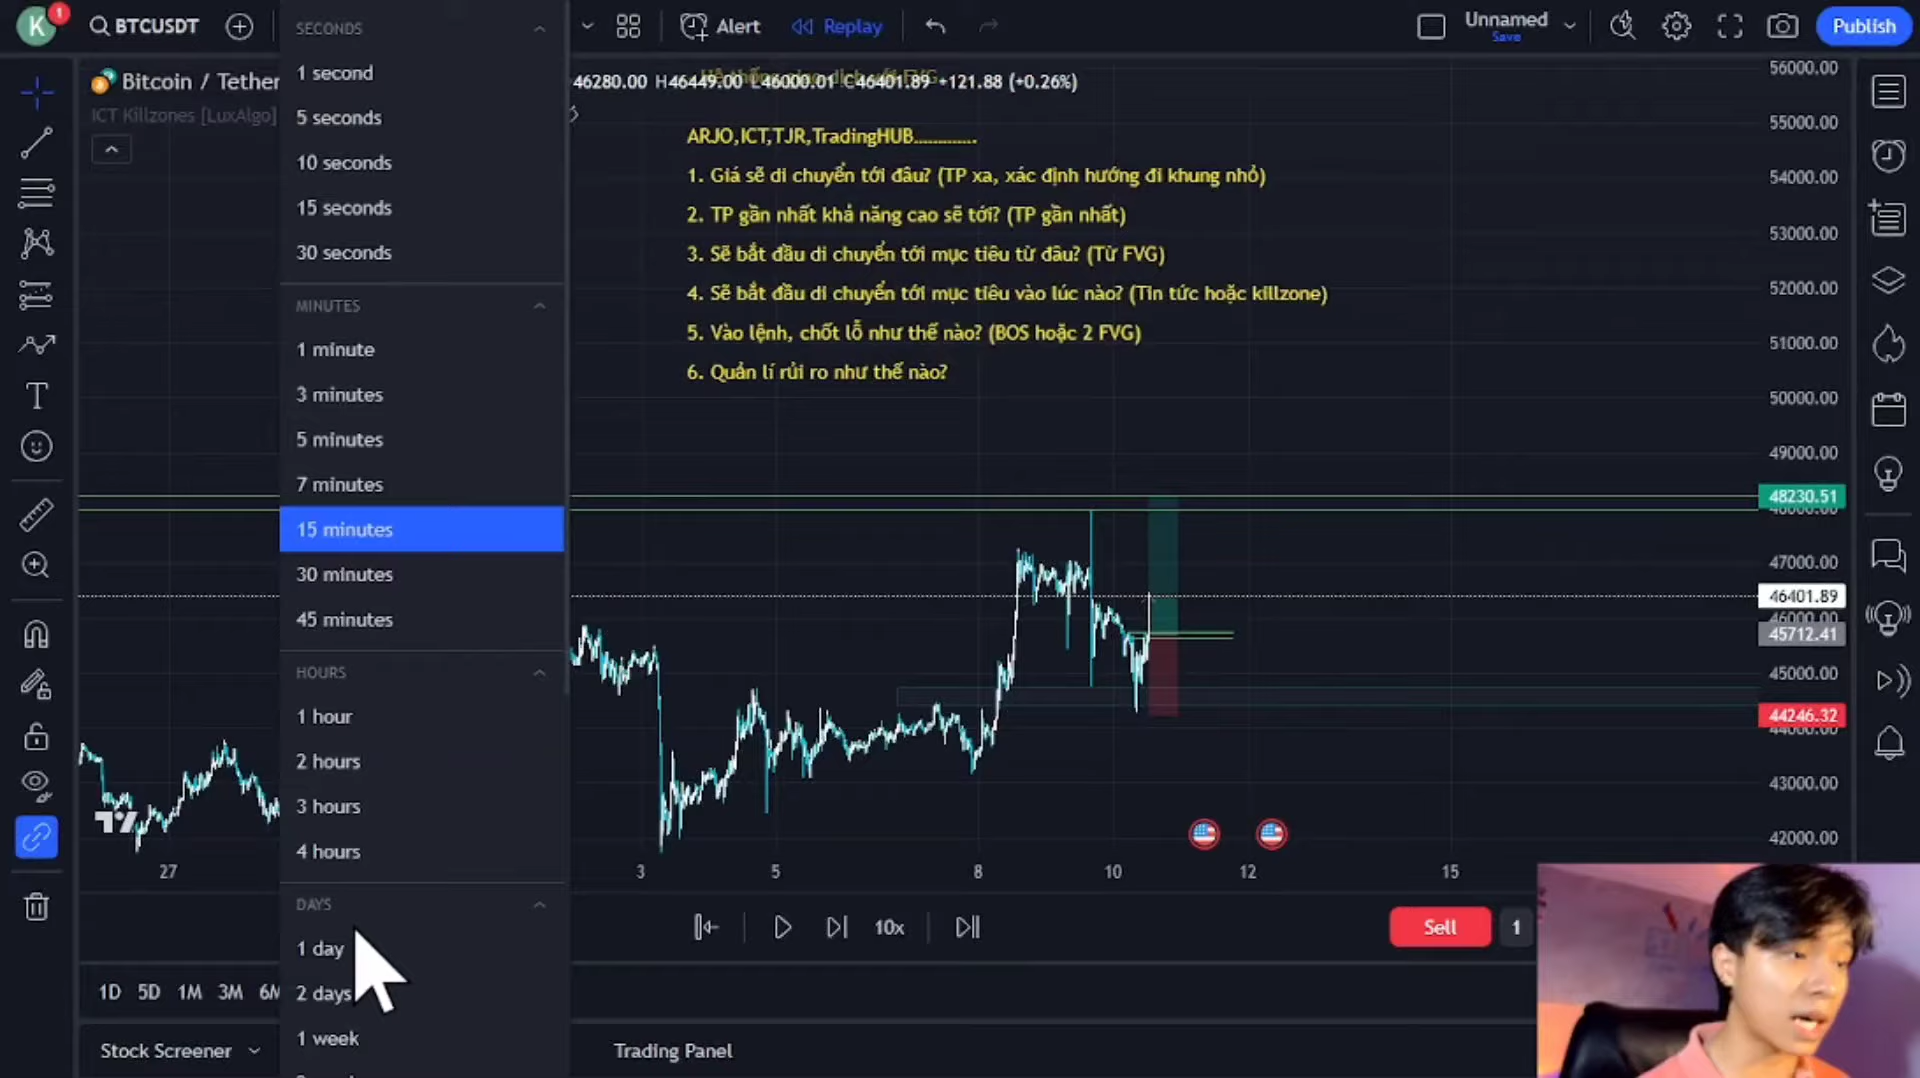 K
1
BTCUSDT
Alert
Replay
Unnamed
Save
Publish
Bitcoin / Tether
46280.00 H46449.00 L46000.01 C46401.89 +121.88 (+0.26%)
ICT Killzones [LuxAlgo]
ARJO,ICT,TJR,TradingHUB.............
1. Giá sẽ di chuyển tới đâu? (TP xa, xác định hướng đi khung nhỏ)
2. TP gần nhất khả năng cao sẽ tới? (TP gần nhất)
3. Sẽ bắt đầu di chuyển tới mục tiêu từ đâu? (Từ FVG)
4. Sẽ bắt đầu di chuyển tới mục tiêu vào lúc nào? (Tin tức hoặc killzone)
5. Vào lệnh, chốt lỗ như thế nào? (BOS hoặc 2 FVG)
6. Quản lí rủi ro như thế nào?
SECONDS
1 second
5 seconds
10 seconds
15 seconds
30 seconds
MINUTES
1 minute
3 minutes
5 minutes
7 minutes
15 minutes
30 minutes
45 minutes
HOURS
1 hour
2 hours
3 hours
4 hours
DAYS
1 day
2 days
1 week
56000.00
55000.00
54000.00
53000.00
52000.00
51000.00
50000.00
49000.00
48230.51
48000.00
47000.00
46401.89
46000.00
45712.41
45000.00
44246.32
44000.00
43000.00
42000.00
27
3
5
8
10
12
15
10x
Sell
1
1D 5D 1M 3M 6M
Stock Screener
Trading Panel